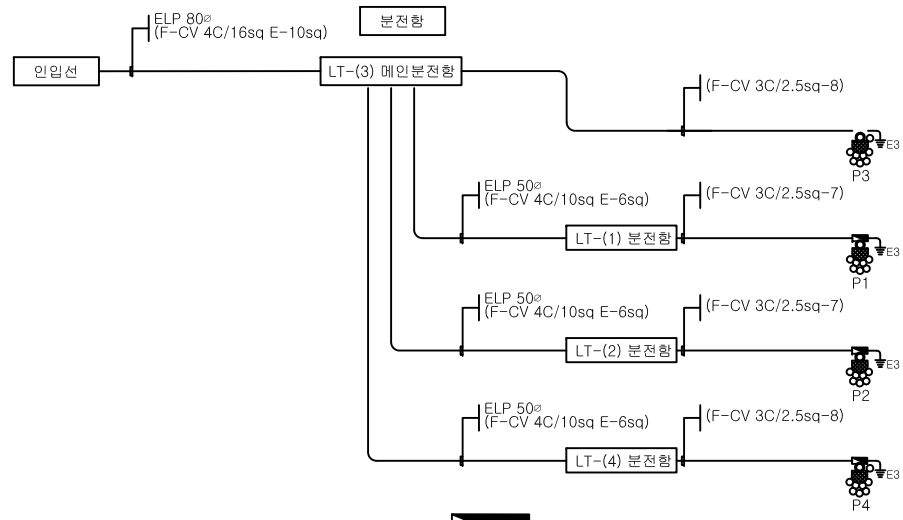 ELP 80⌀
(F-CV 4C/16sq E-10sq)
분전함
인입선
LT-(3) 메인분전함
(F-CV 3C/2.5sq-8)
E3
P3
ELP 50⌀
(F-CV 4C/10sq E-6sq)
(F-CV 3C/2.5sq-7)
LT-(1) 분전함
E3
P1
ELP 50⌀
(F-CV 4C/10sq E-6sq)
(F-CV 3C/2.5sq-7)
LT-(2) 분전함
E3
P2
ELP 50⌀
(F-CV 4C/10sq E-6sq)
(F-CV 3C/2.5sq-8)
LT-(4) 분전함
E3
P4